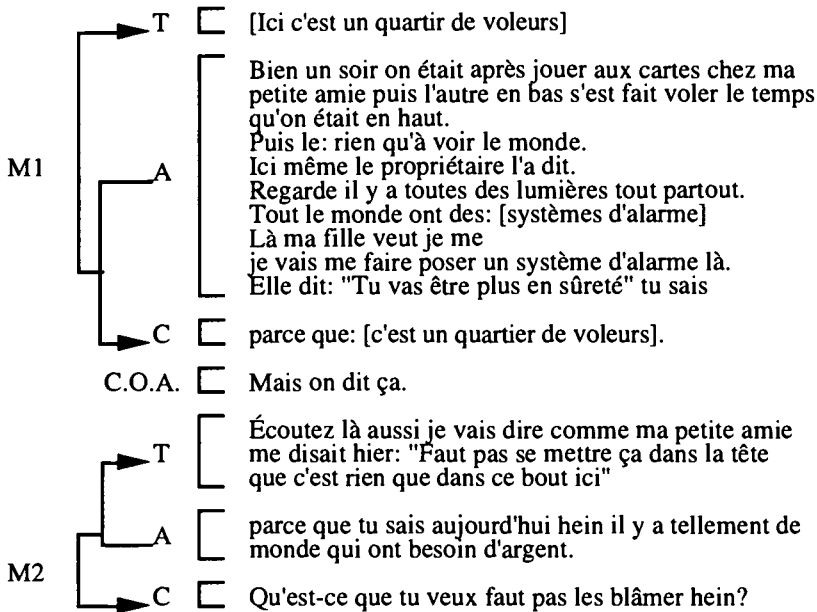 T [Ici c'est un quartir de voleurs]
Bien un soir on était après jouer aux cartes chez ma
petite amie puis l'autre en bas s'est fait voler le temps
qu'on était en haut.
Puis le: rien qu'à voir le monde.
M1 A Ici même le propriétaire l'a dit.
Regarde il y a toutes des lumières tout partout.
Tout le monde ont des: [systèmes d'alarme]
Là ma fille veut je me
je vais me faire poser un système d'alarme là.
Elle dit: "Tu vas être plus en sûreté" tu sais
C parce que: [c'est un quartier de voleurs].
C.O.A. Mais on dit ça.
Écoutez là aussi je vais dire comme ma petite amie
T me disait hier: "Faut pas se mettre ça dans la tête
que c'est rien que dans ce bout ici"
A parce que tu sais aujourd'hui hein il y a tellement de
monde qui ont besoin d'argent.
M2
C Qu'est-ce que tu veux faut pas les blâmer hein?